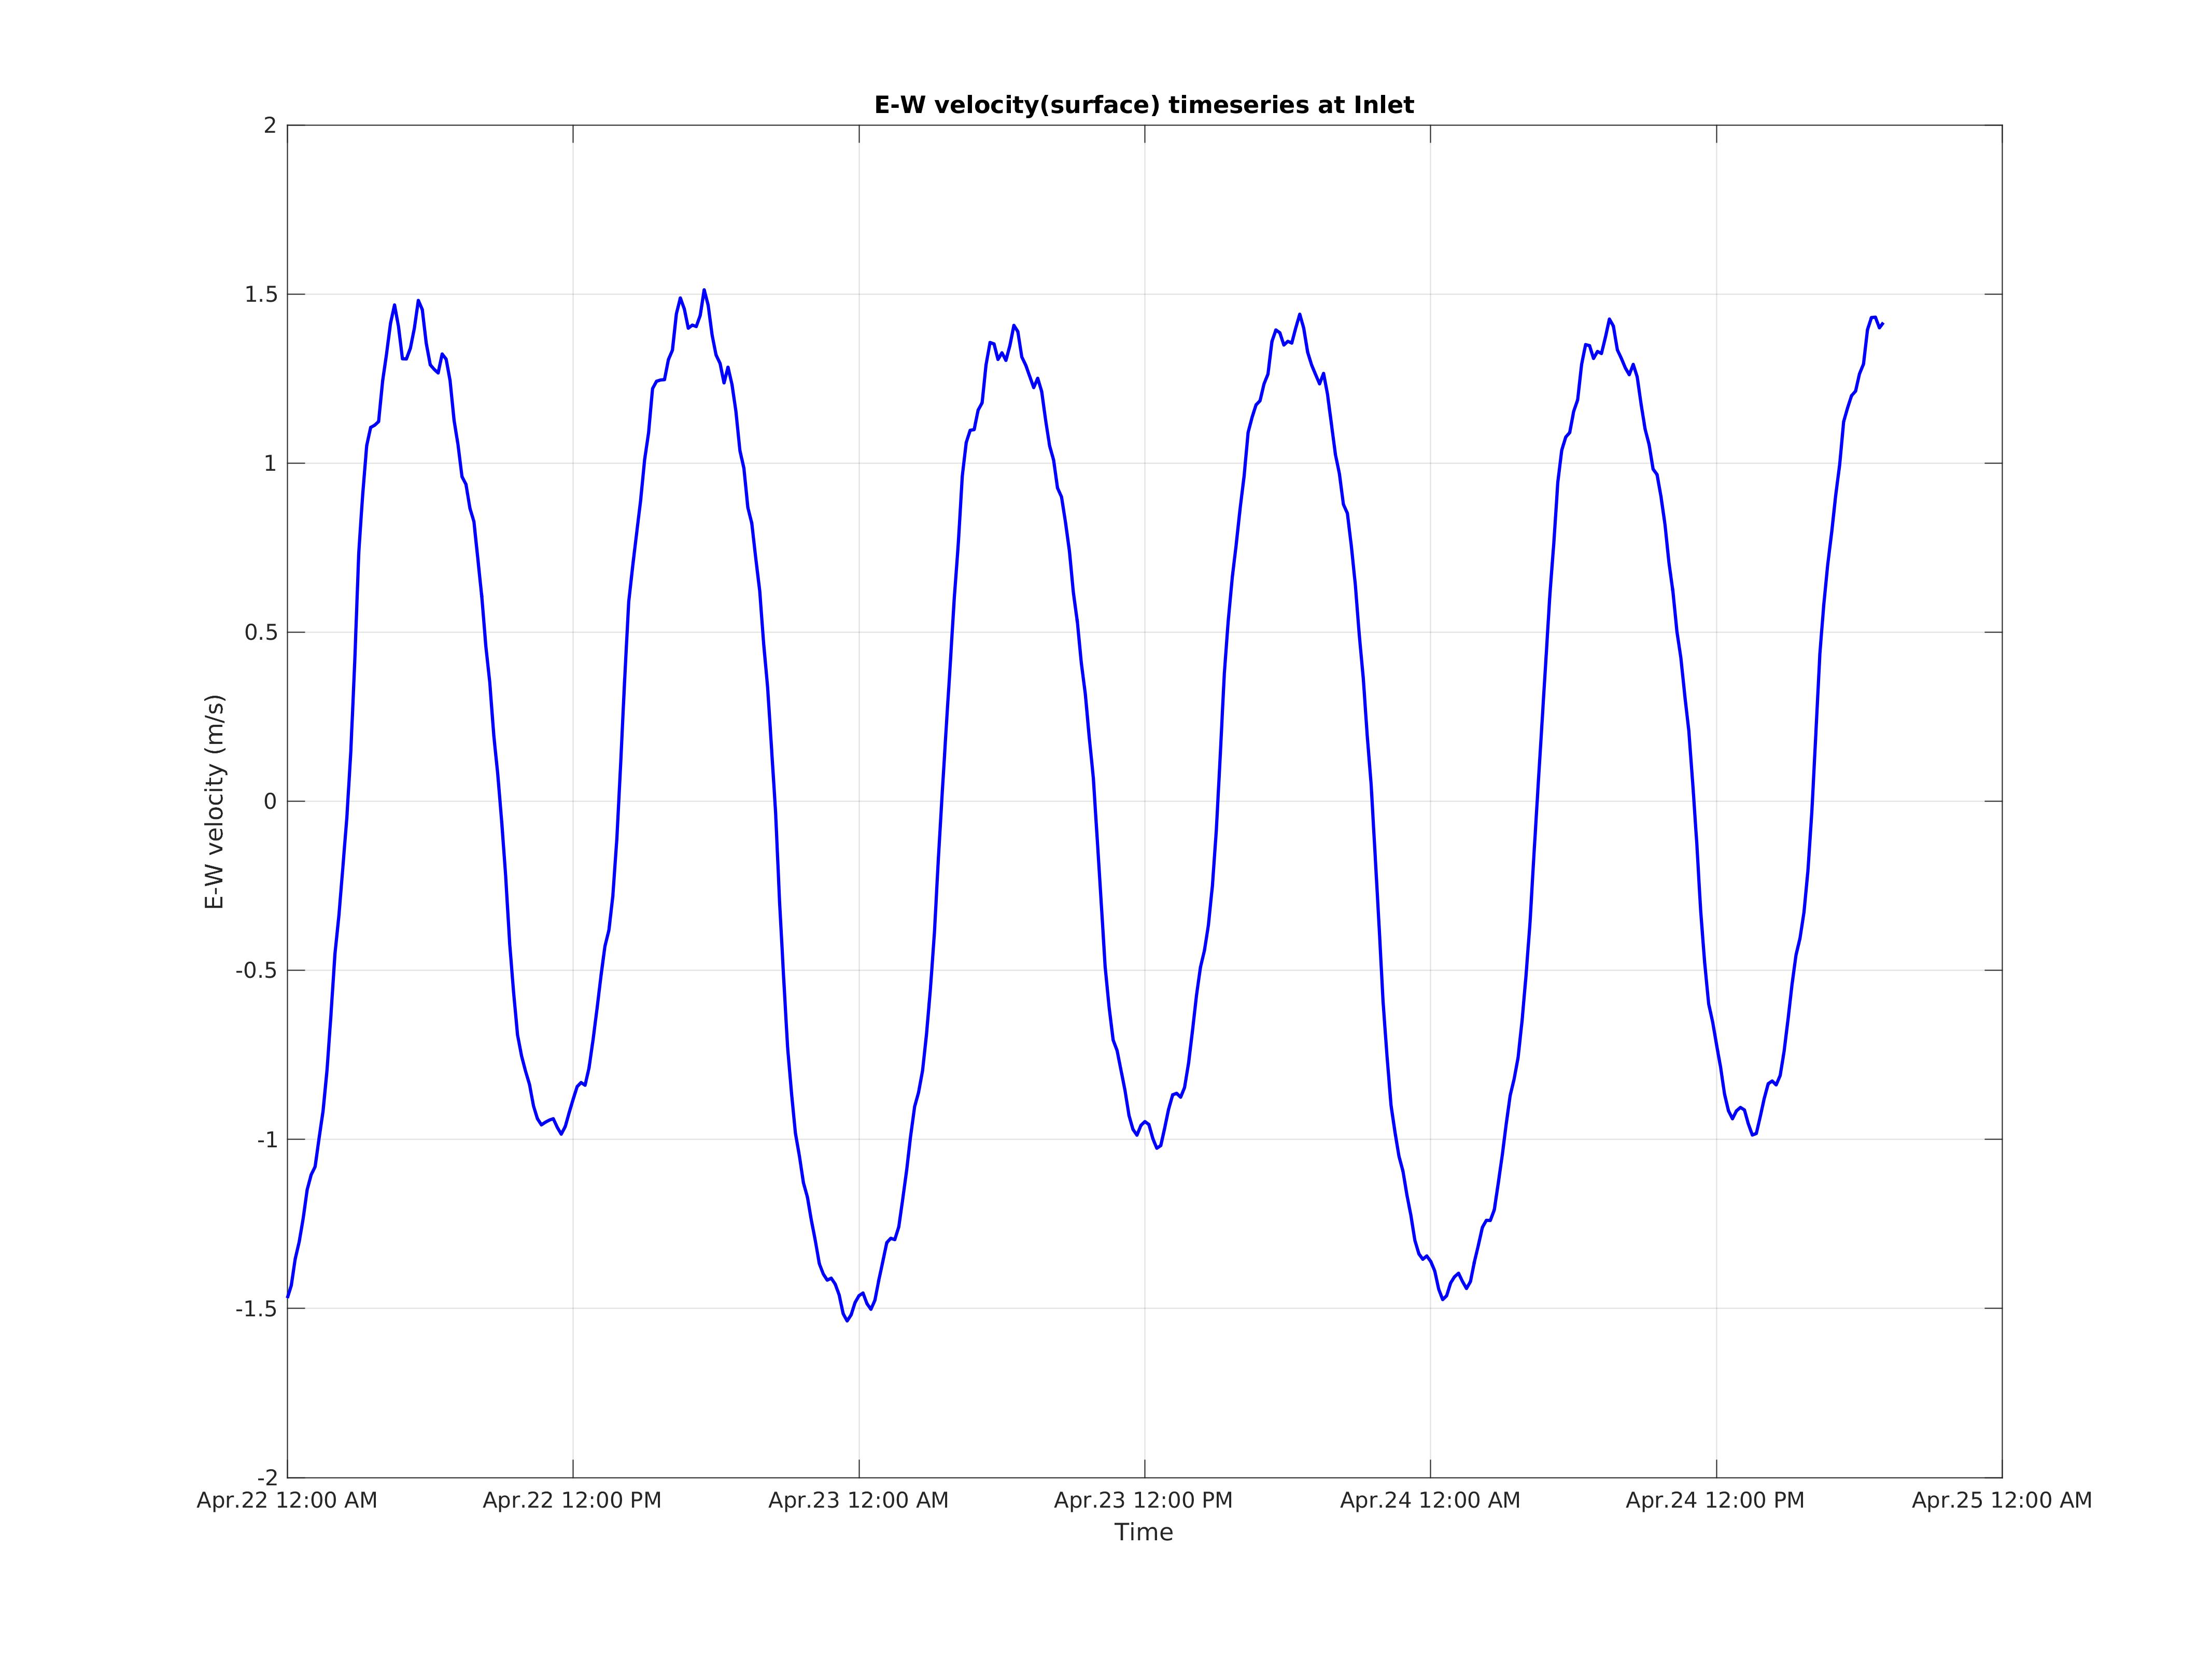 E-W velocity(surface) timeseries at Inlet
2
1.5
1
0.5
0
-0.5
-1
-1.5
-2
E-W velocity (m/s)
Apr.22 12:00 AM Apr.22 12:00 PM Apr.23 12:00 AM Apr.23 12:00 PM Apr.24 12:00 AM Apr.24 12:00 PM Apr.25 12:00 AM
Time